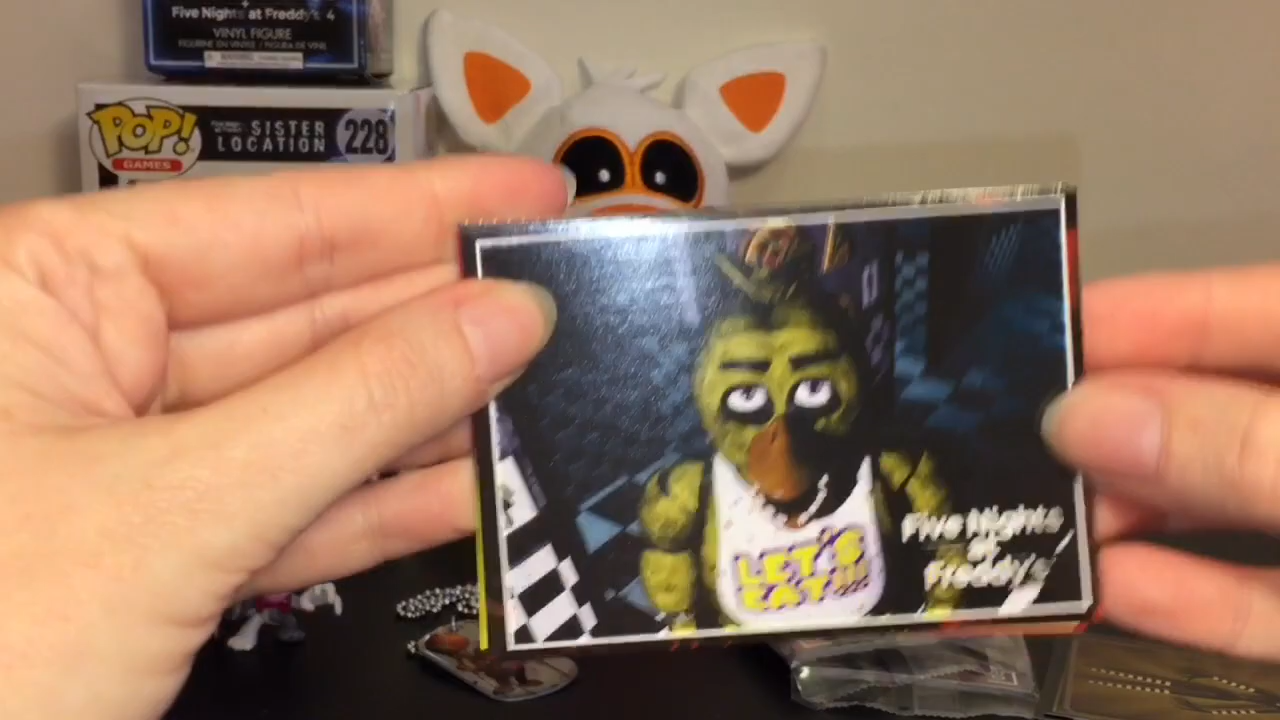 Five Nights at Freddy's 4
VINYL FIGURE
POP!
GAMES
SISTER
LOCATION
228
LET'S
EAT!!!
Five Nights
at
Freddy's